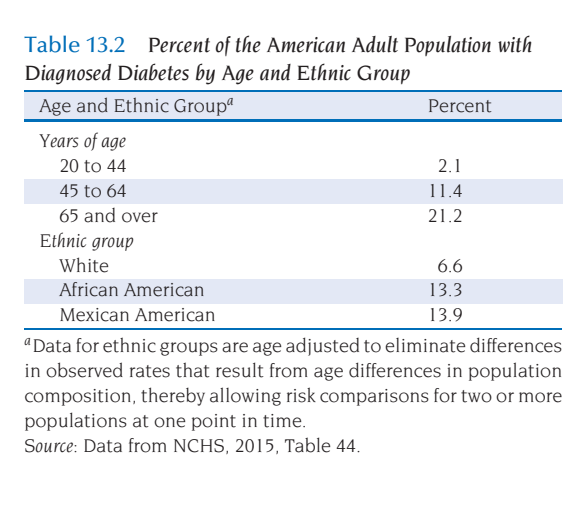 Table 13.2 Percent of the American Adult Population with
Diagnosed Diabetes by Age and Ethnic Group
Age and Ethnic Groupᵃ Percent
Years of age
20 to 44 2.1
45 to 64 11.4
65 and over 21.2
Ethnic group
White 6.6
African American 13.3
Mexican American 13.9
ᵃData for ethnic groups are age adjusted to eliminate differences
in observed rates that result from age differences in population
composition, thereby allowing risk comparisons for two or more
populations at one point in time.
Source: Data from NCHS, 2015, Table 44.